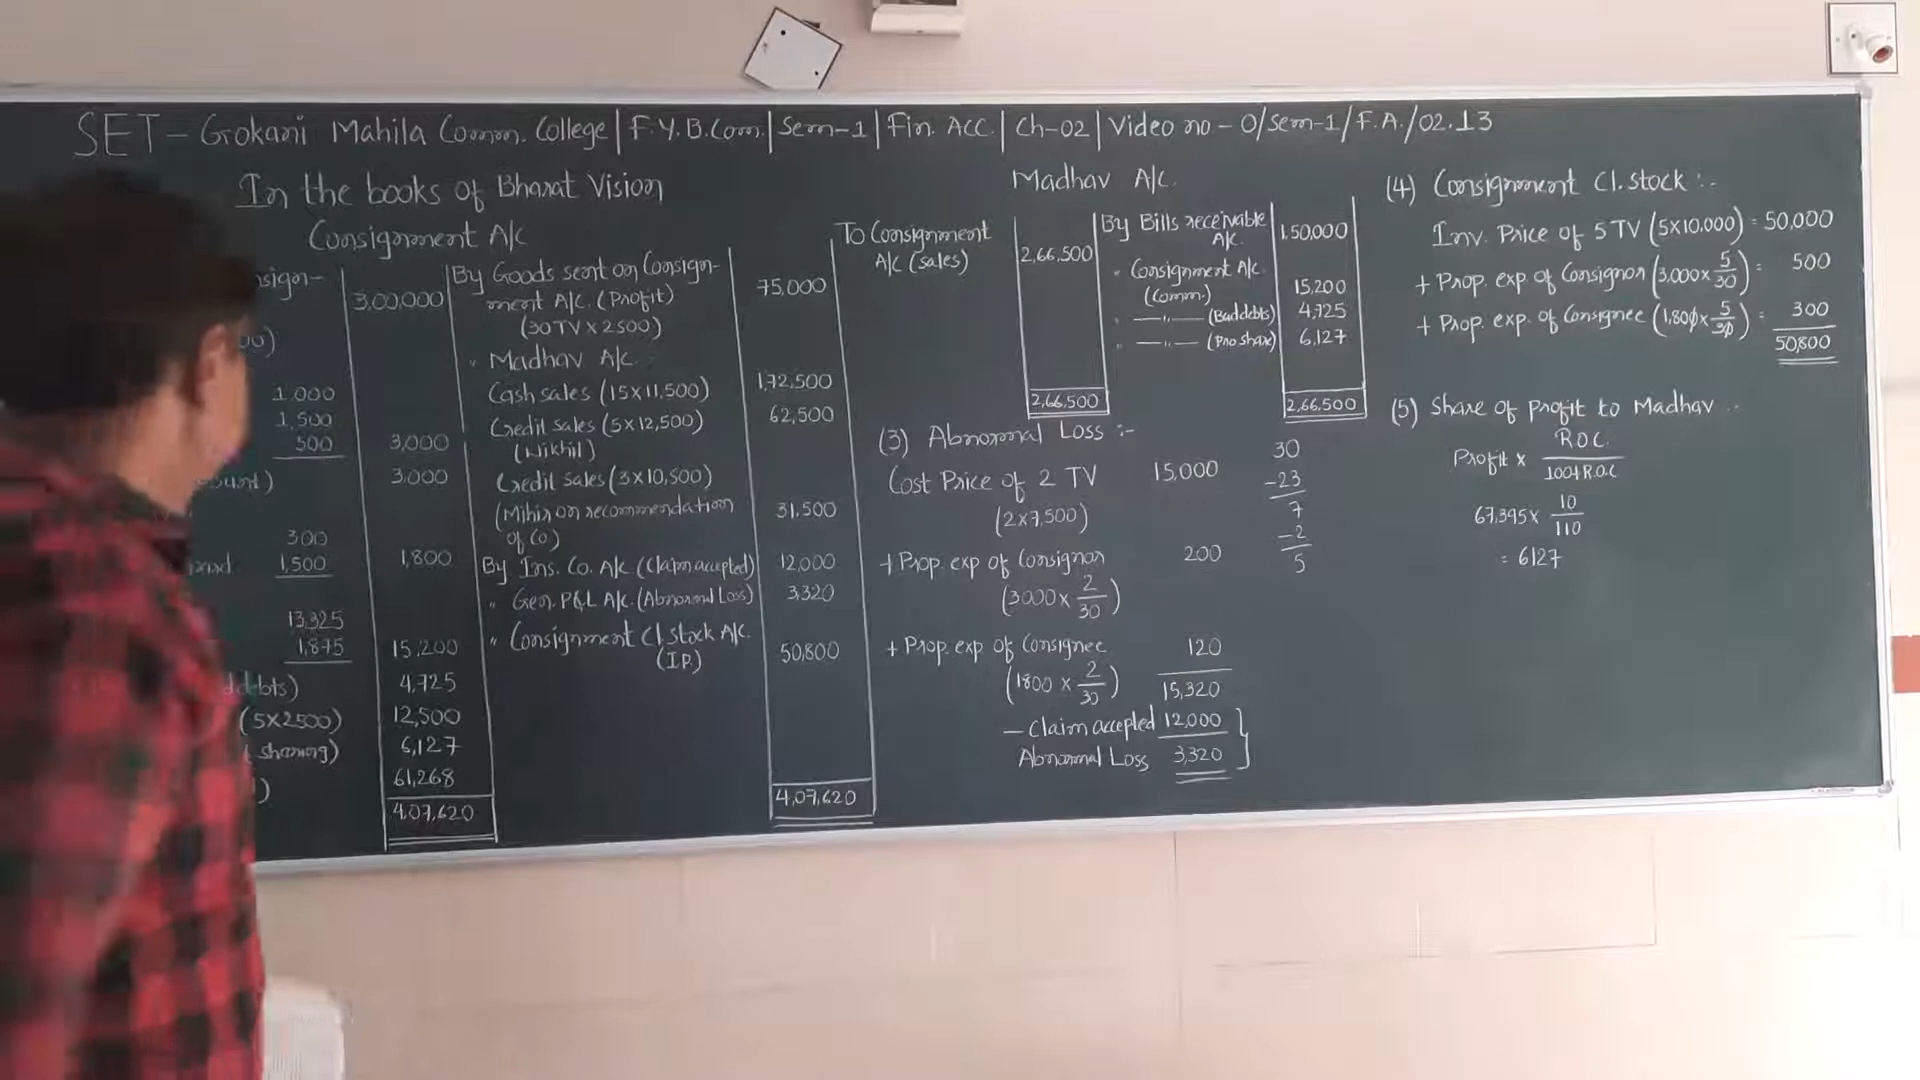 SET - Gokani Mahila Comm. College | F.Y.B.Com. | Sem-1 | Fin. Acc. | Ch-02 | Video no - 0/Sem-1/F.A./02.13
In the books of Bharat Vision
Consignment A/c
nsign-
3,00,000
00)
1,000
1,500
500 3,000
3,000
300
1,500 1,800
13,325
1,875 15,200
debts) 4,725
(5x2500) 12,500
sharing) 6,127
) 61,268
4,07,620
By Goods sent on Consign-
ment A/c. (Profit) 75,000
(30 TV x 2500)
" Madhav A/c.
Cash sales (15x11,500) 1,72,500
Credit sales (5x12,500) 62,500
(Nikhil)
Credit sales (3x10,500)
(Mihir on recommendation 31,500
of Co.)
By Ins. Co. A/c (Claim accepted) 12,000
" Gen. P&L A/c. (Abnormal Loss) 3,320
" Consignment Cl. Stock A/c. 50,800
(I.P.)
4,07,620
Madhav A/c.
To Consignment 2,66,500
A/c (sales)
2,66,500
By Bills receivable 1,50,000
A/c.
" Consignment A/c.
(Comm.) 15,200
" —"— (Bad debts) 4,725
" —"— (Pro share) 6,127
2,66,500
(3) Abnormal Loss :-
Cost Price of 2 TV 15,000
(2x7,500)
+ Prop. exp of Consignor 200
(3000 x 2/30)
+ Prop. exp of Consignee 120
(1800 x 2/30) 15,320
- Claim accepted 12,000
Abnormal Loss 3,320
30
-23
7
-2
5
(4) Consignment Cl. stock :-
Inv. Price of 5 TV (5x10,000) = 50,000
+ Prop. exp of Consignor (3,000 x 5/30) = 500
+ Prop. exp. of Consignee (1,800 x 5/30) = 300
50,800
(5) Share of Profit to Madhav :-
Profit x R.O.C. / 100+R.O.C
67,395 x 10/110
= 6127